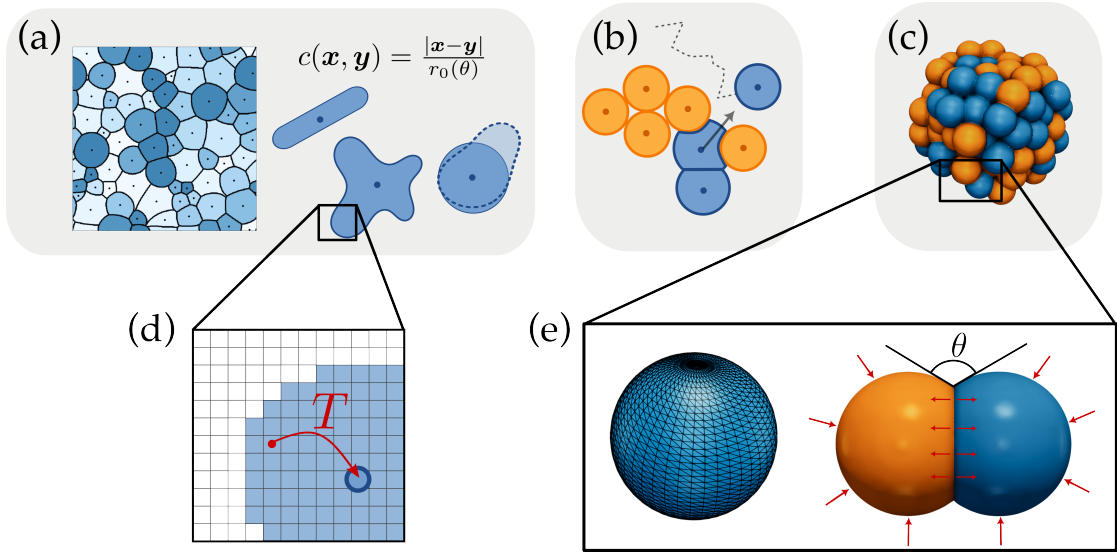 (a)
c(x, y) = |x−y| / r₀(θ)
(b)
(c)
(d)
T
(e)
θ